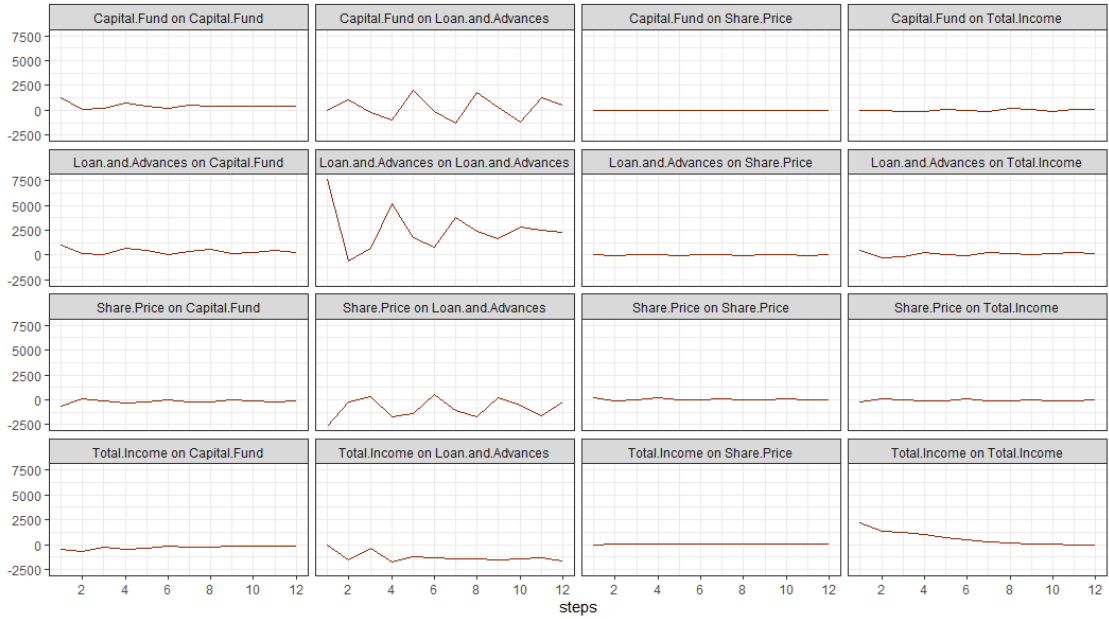 Capital.Fund on Capital.Fund
Capital.Fund on Loan.and.Advances
Capital.Fund on Share.Price
Capital.Fund on Total.Income
7500
5000
2500
0
-2500
Loan.and.Advances on Capital.Fund
Loan.and.Advances on Loan.and.Advances
Loan.and.Advances on Share.Price
Loan.and.Advances on Total.Income
7500
5000
2500
0
-2500
Share.Price on Capital.Fund
Share.Price on Loan.and.Advances
Share.Price on Share.Price
Share.Price on Total.Income
7500
5000
2500
0
-2500
Total.Income on Capital.Fund
Total.Income on Loan.and.Advances
Total.Income on Share.Price
Total.Income on Total.Income
7500
5000
2500
0
-2500
2 4 6 8 10 12
2 4 6 8 10 12
2 4 6 8 10 12
2 4 6 8 10 12
steps